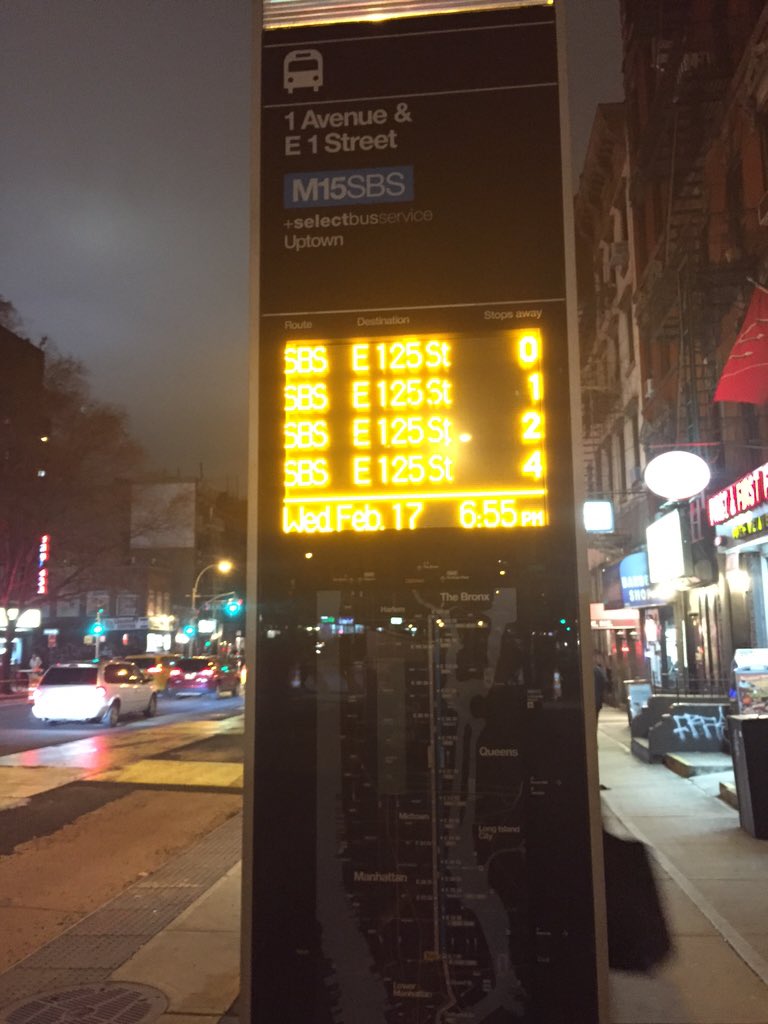 1 Avenue &
E 1 Street
M15SBS
+selectbusservice
Uptown
Route Destination Stops away
SBS E 125 St 0
SBS E 125 St 1
SBS E 125 St 2
SBS E 125 St 4
Wed. Feb. 17 6:55 PM
Harlem
The Bronx
Queens
Midtown
Long Island
City
Manhattan
Lower
Manhattan